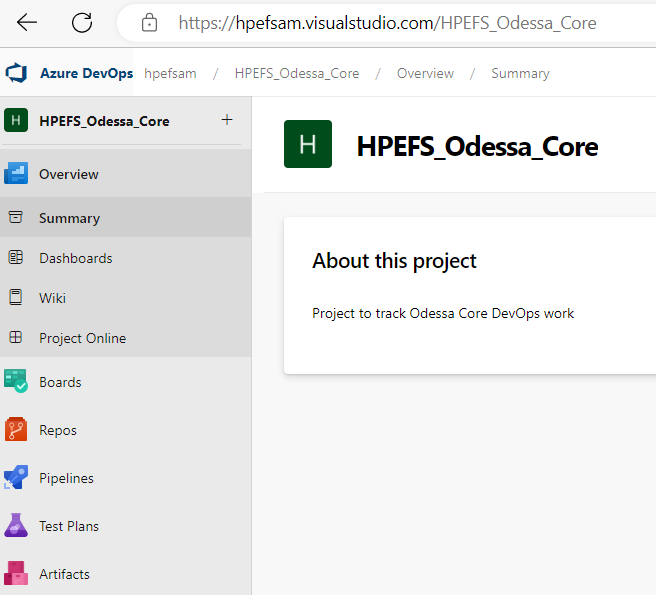 https://hpefsam.visualstudio.com/HPEFS_Odessa_Core
Azure DevOps hpefsam / HPEFS_Odessa_Core / Overview / Summary
H HPEFS_Odessa_Core +
H HPEFS_Odessa_Core
Overview
Summary
Dashboards
Wiki
Project Online
Boards
Repos
Pipelines
Test Plans
Artifacts
About this project
Project to track Odessa Core DevOps work